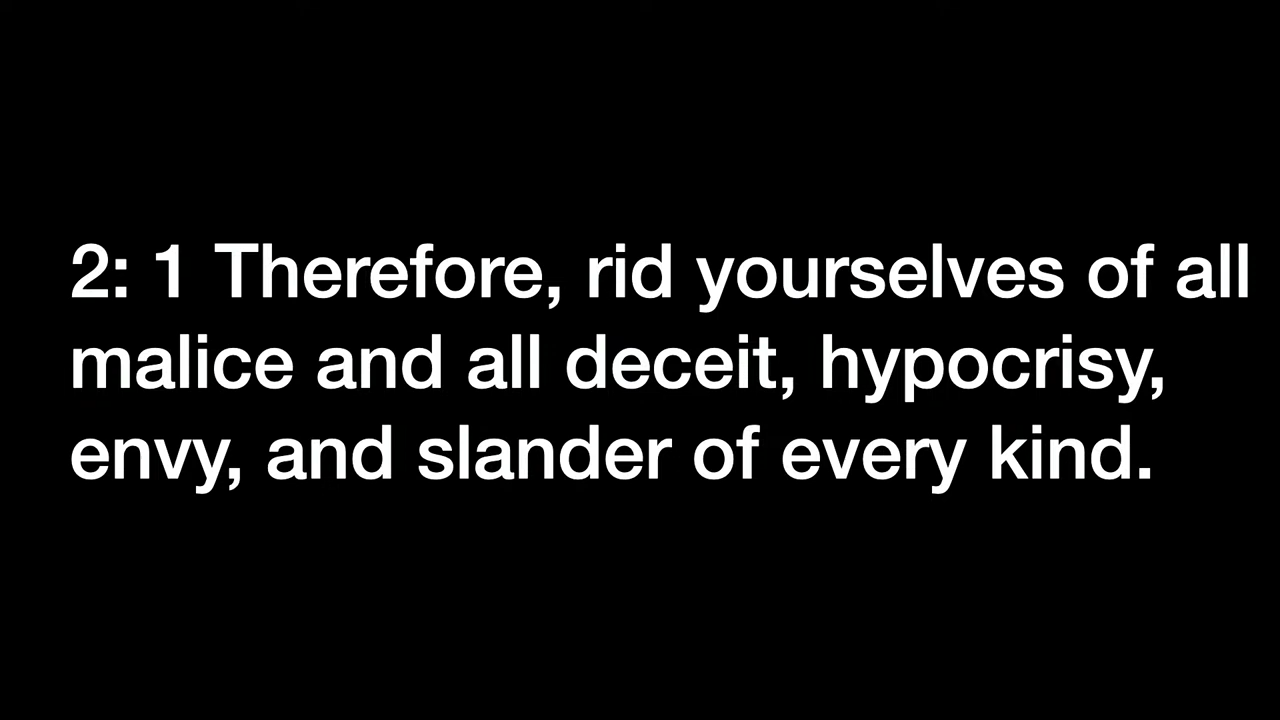 2: 1 Therefore, rid yourselves of all
malice and all deceit, hypocrisy,
envy, and slander of every kind.